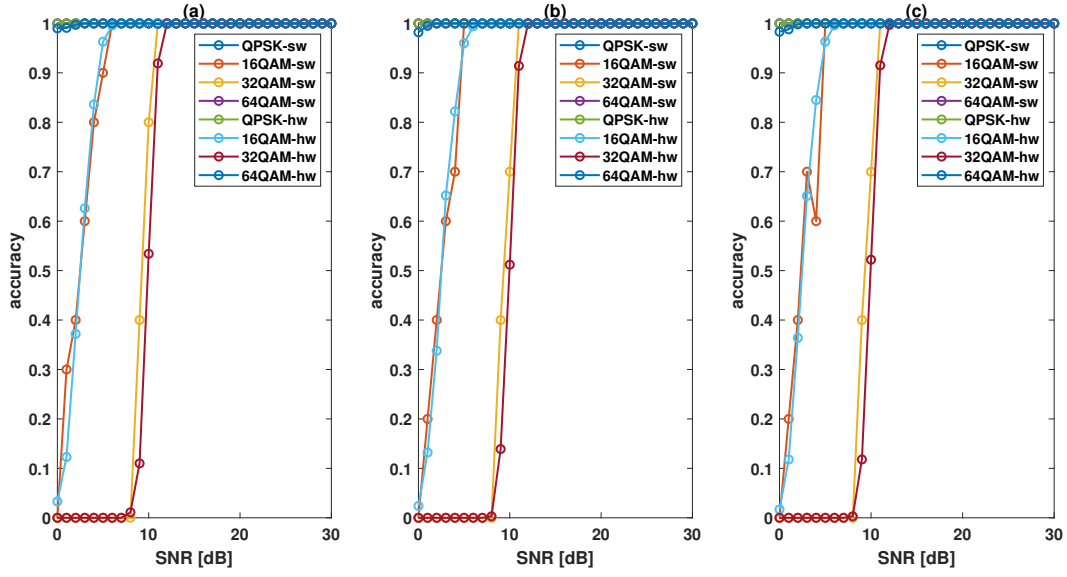 (a)
1
0.9
0.8
0.7
0.6
0.5
0.4
0.3
0.2
0.1
0
accuracy
QPSK-sw
16QAM-sw
32QAM-sw
64QAM-sw
QPSK-hw
16QAM-hw
32QAM-hw
64QAM-hw
0 10 20 30
SNR [dB]
(b)
1
0.9
0.8
0.7
0.6
0.5
0.4
0.3
0.2
0.1
0
accuracy
QPSK-sw
16QAM-sw
32QAM-sw
64QAM-sw
QPSK-hw
16QAM-hw
32QAM-hw
64QAM-hw
0 10 20 30
SNR [dB]
(c)
1
0.9
0.8
0.7
0.6
0.5
0.4
0.3
0.2
0.1
0
accuracy
QPSK-sw
16QAM-sw
32QAM-sw
64QAM-sw
QPSK-hw
16QAM-hw
32QAM-hw
64QAM-hw
0 10 20 30
SNR [dB]